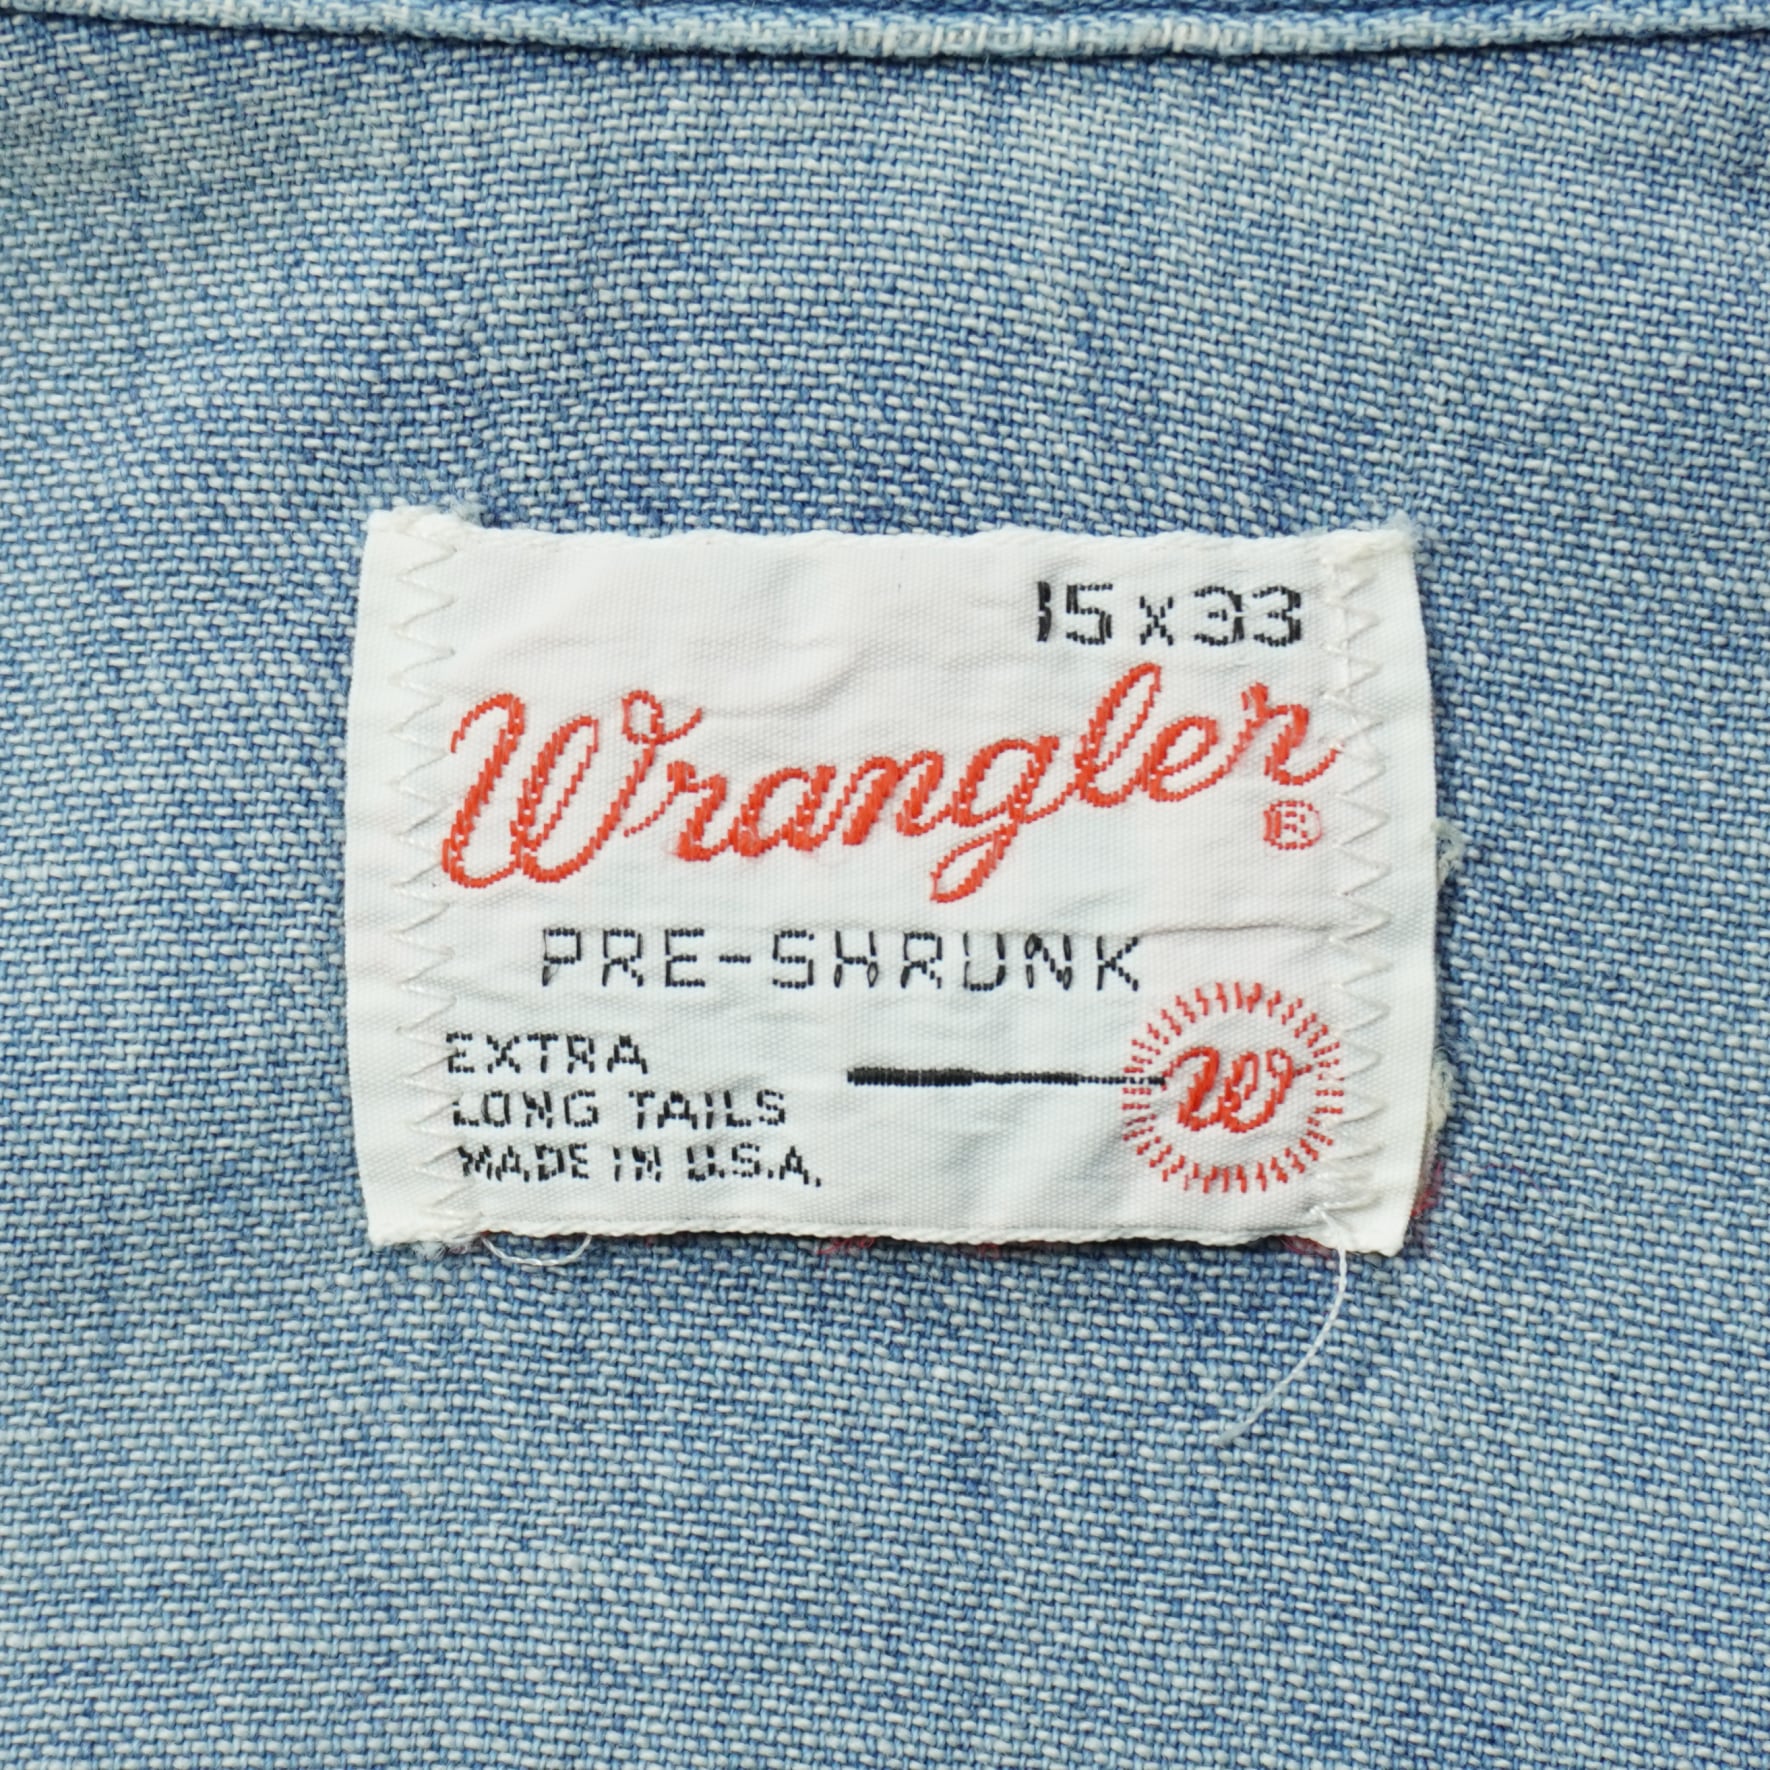 15 x 33
Wrangler
®
PRE-SHRUNK
EXTRA
LONG TAILS
MADE IN U.S.A.
W